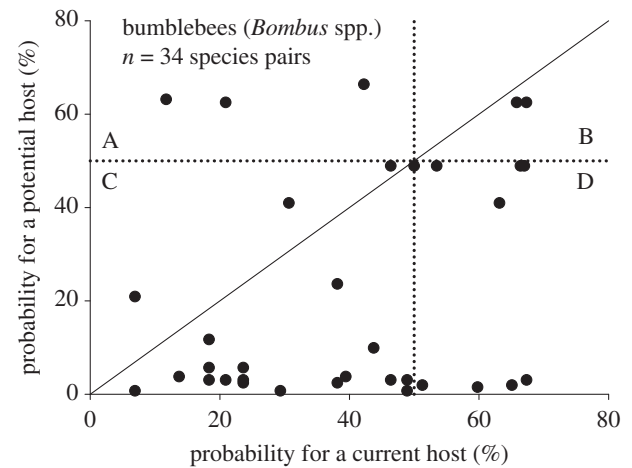 80
bumblebees (Bombus spp.)
n = 34 species pairs
60
A
B
C
D
40
20
0
0
20
40
60
80
probability for a potential host (%)
probability for a current host (%)